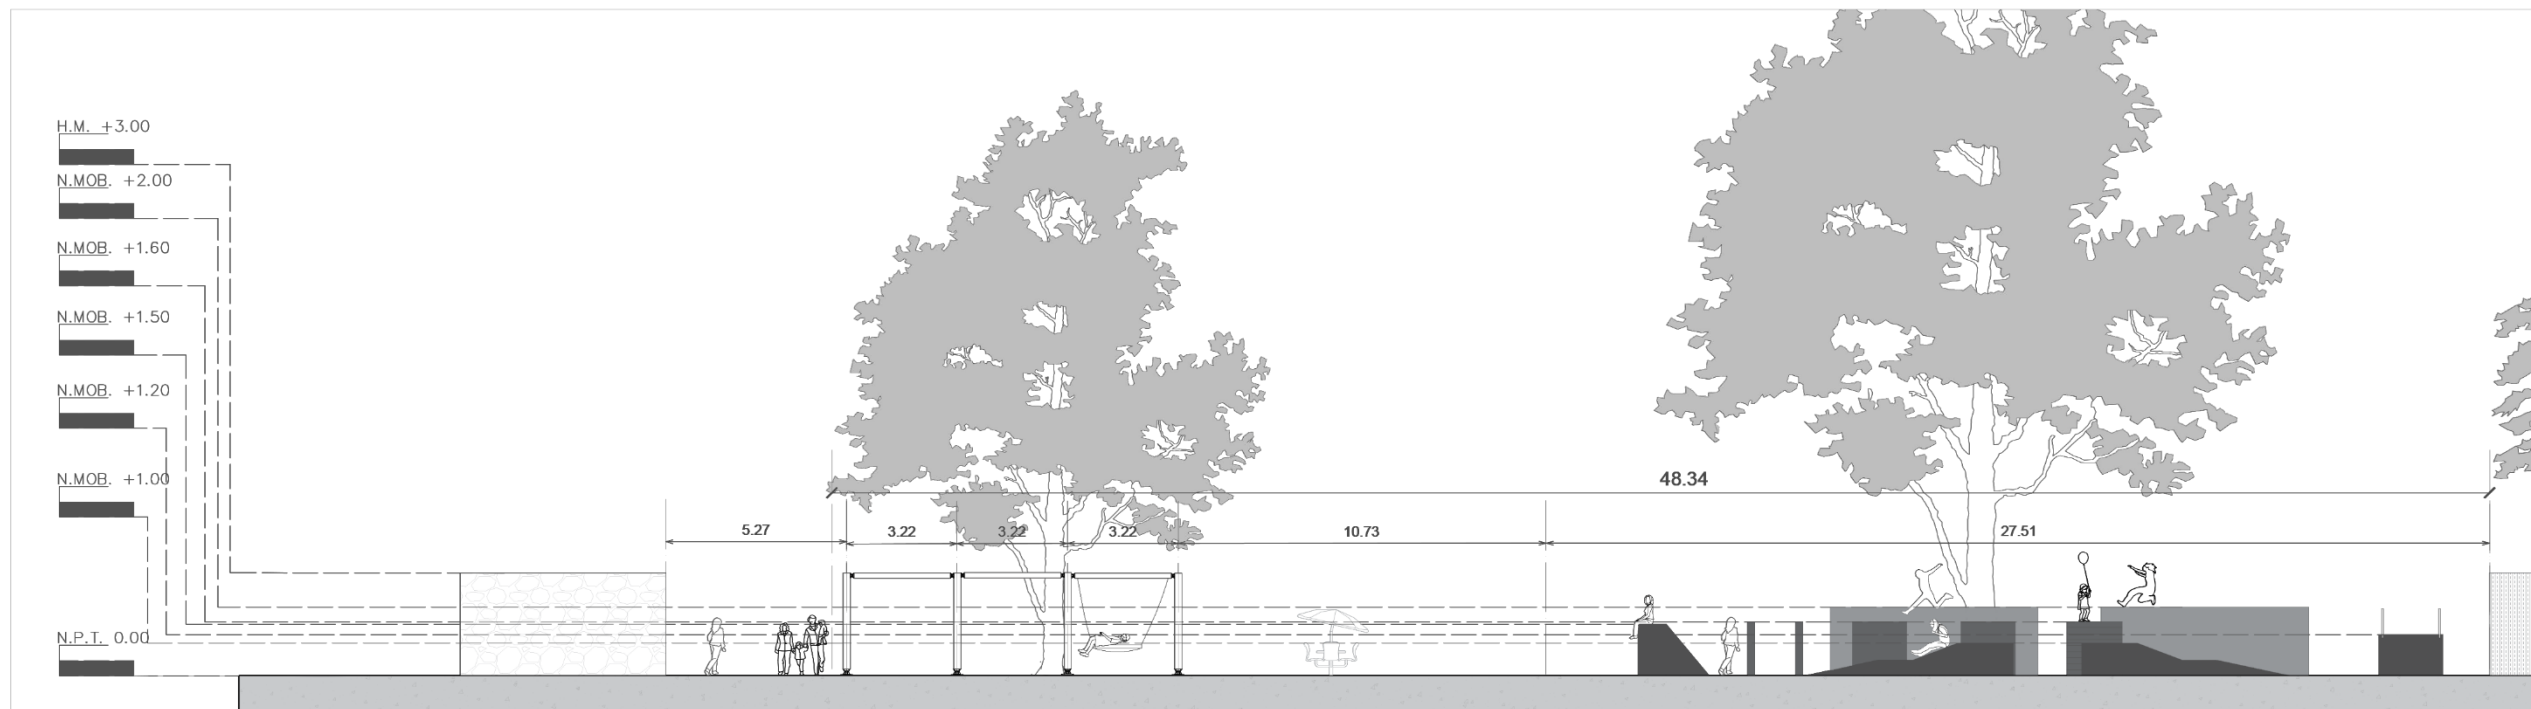 H.M. +3.00
N.MOB. +2.00
N.MOB. +1.60
N.MOB. +1.50
N.MOB. +1.20
N.MOB. +1.00
N.P.T. 0.00
48.34
5.27
3.22
3.22
3.22
10.73
27.51